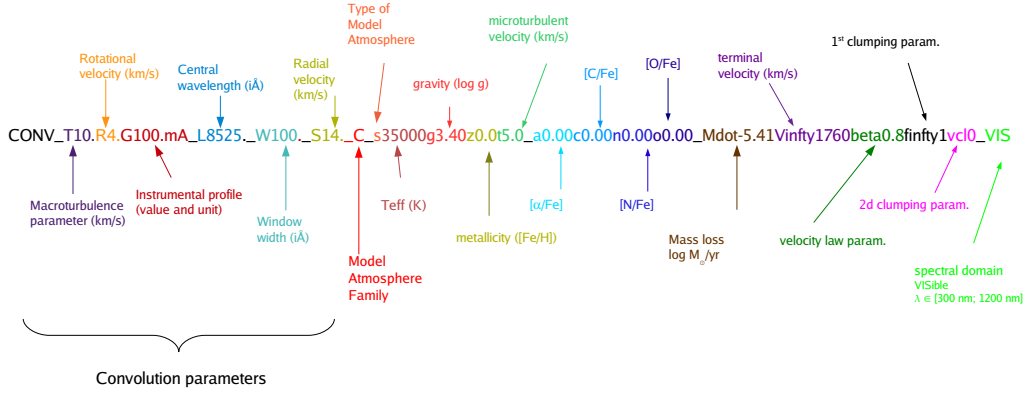 Type of
Model
Atmosphere
microturbulent
velocity (km/s)
1st clumping param.
Rotational
velocity (km/s)
Central
wavelength (iÅ)
Radial
velocity
(km/s)
gravity (log g)
[C/Fe]
[O/Fe]
terminal
velocity (km/s)
CONV_T10.R4.G100.mA_L8525._W100._S14._C_s35000g3.40z0.0t5.0_a0.00c0.00n0.00o0.00_Mdot-5.41Vinfty1760beta0.8finfty1vcl0_VIS
Macroturbulence
parameter (km/s)
Instrumental profile
(value and unit)
Window
width (iÅ)
Model
Atmosphere
Family
Teff (K)
metallicity ([Fe/H])
[α/Fe]
[N/Fe]
Mass loss
log M☉/yr
velocity law param.
2d clumping param.
spectral domain
VISible
λ ∈ [300 nm; 1200 nm]
Convolution parameters